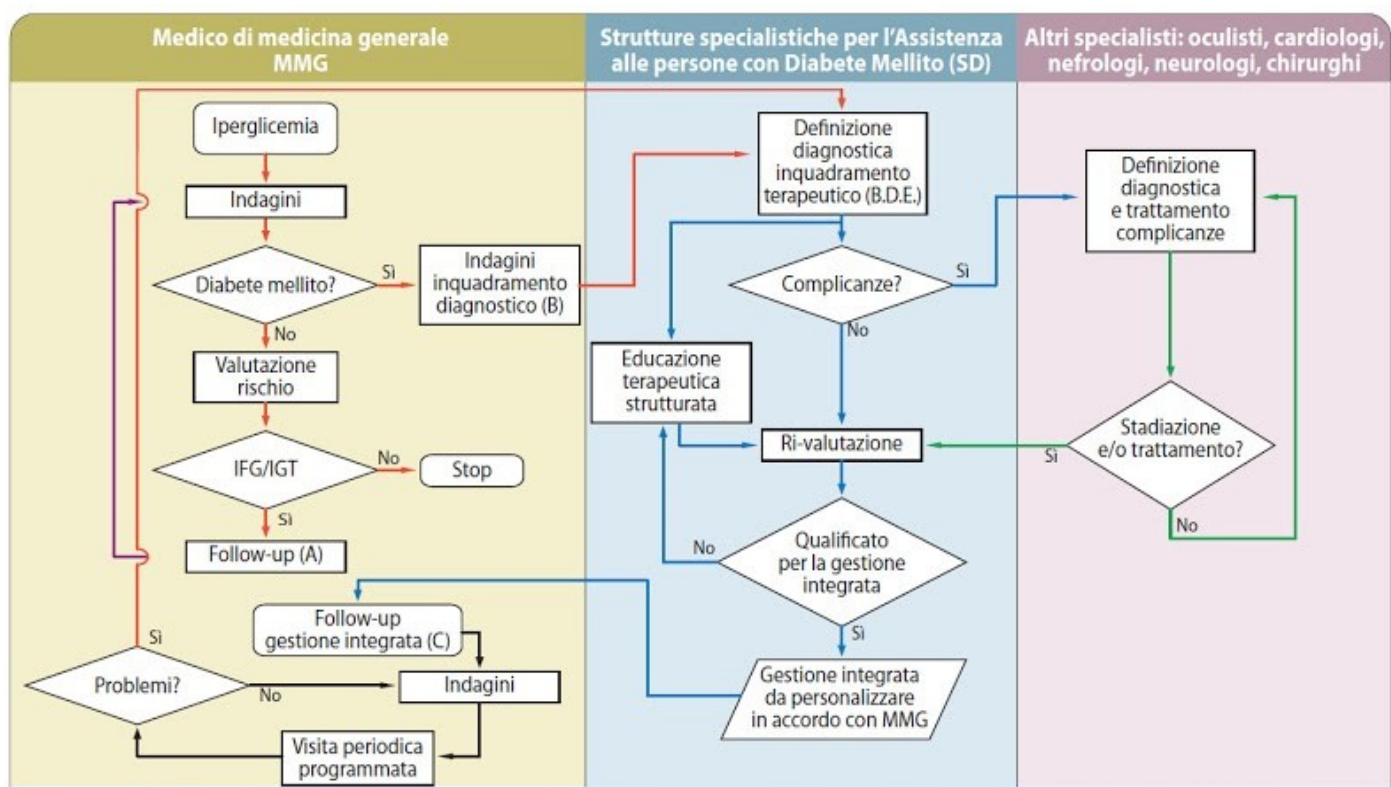 Medico di medicina generale
MMG
Strutture specialistiche per l'Assistenza
alle persone con Diabete Mellito (SD)
Altri specialisti: oculisti, cardiologi,
nefrologi, neurologi, chirurghi
Iperglicemia
Indagini
Diabete mellito?
Sì
Indagini
inquadramento
diagnostico (B)
No
Valutazione
rischio
IFG/IGT
No
Stop
Sì
Follow-up (A)
Follow-up
gestione integrata (C)
Sì
Problemi?
No
Indagini
Visita periodica
programmata
Definizione
diagnostica
inquadramento
terapeutico (B.D.E.)
Complicanze?
Sì
No
Educazione
terapeutica
strutturata
Ri-valutazione
No
Qualificato
per la gestione
integrata
Sì
Gestione integrata
da personalizzare
in accordo con MMG
Definizione
diagnostica
e trattamento
complicanze
Stadiazione
e/o trattamento?
Sì
No